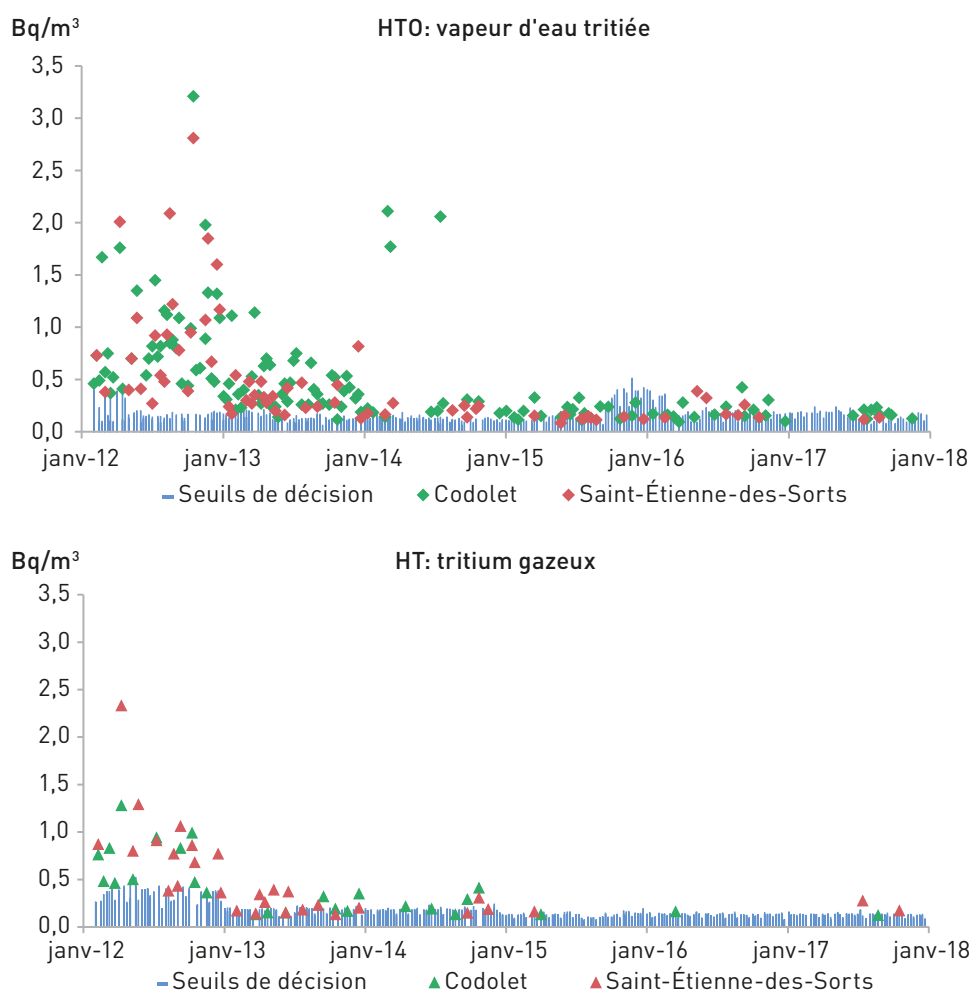 Bq/m³ HTO: vapeur d'eau tritiée
3,5
3,0
2,5
2,0
1,5
1,0
0,5
0,0
janv-12 janv-13 janv-14 janv-15 janv-16 janv-17 janv-18
Seuils de décision Codolet Saint-Étienne-des-Sorts
Bq/m³ HT: tritium gazeux
3,5
3,0
2,5
2,0
1,5
1,0
0,5
0,0
janv-12 janv-13 janv-14 janv-15 janv-16 janv-17 janv-18
Seuils de décision Codolet Saint-Étienne-des-Sorts